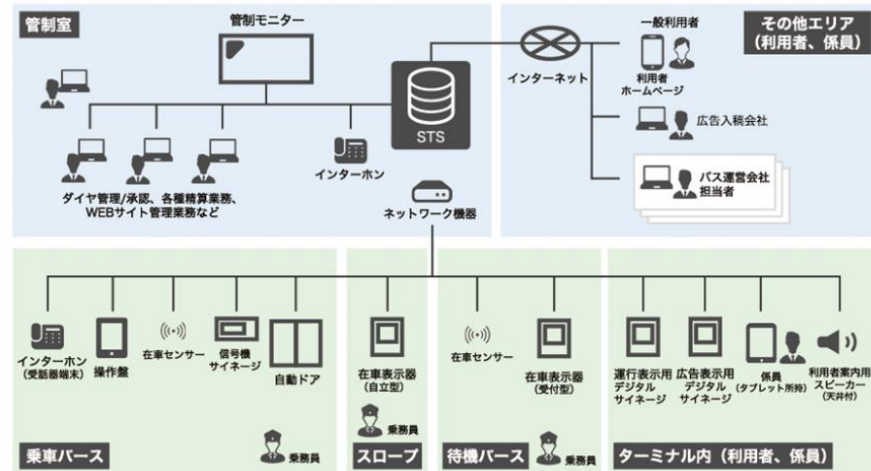 管制室
管制モニター
STS
インターホン
ダイヤ管理/承認、各種精算業務、
WEBサイト管理業務など
ネットワーク機器
インターネット
一般利用者
利用者
ホームページ
広告入稿会社
バス運営会社
担当者
その他エリア
（利用者、係員）
インターホン
（受話器端末）
操作盤
在車センサー
信号機
サイネージ
自動ドア
乗務員
乗車バース
在車表示器
（自立型）
乗務員
スロープ
在車センサー
在車表示器
（受付型）
乗務員
待機バース
運行表示用
デジタル
サイネージ
広告表示用
デジタル
サイネージ
係員
（タブレット所持）
利用者案内用
スピーカー
（天井付）
ターミナル内（利用者、係員）